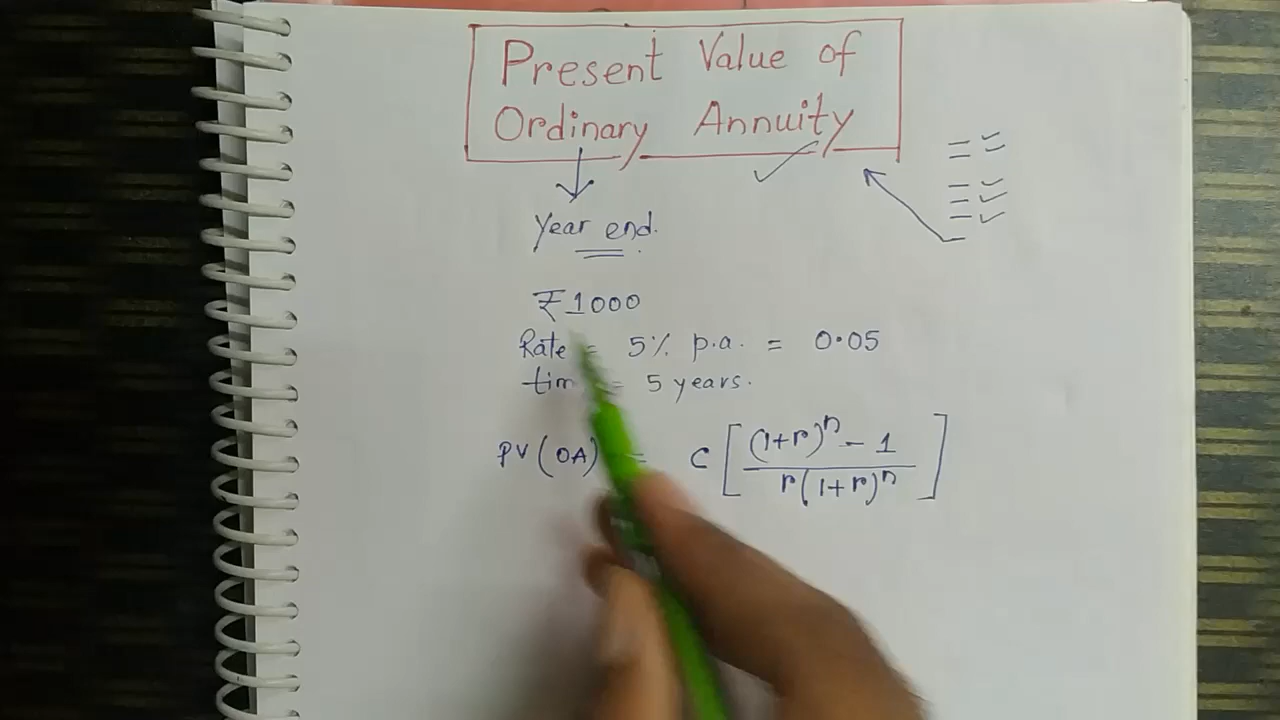 Present Value of
Ordinary Annuity
Year end.
₹1000
Rate = 5% p.a. = 0.05
= 5 years.
PV (OA) = C [ (1+r)^n - 1 / r(1+r)^n ]